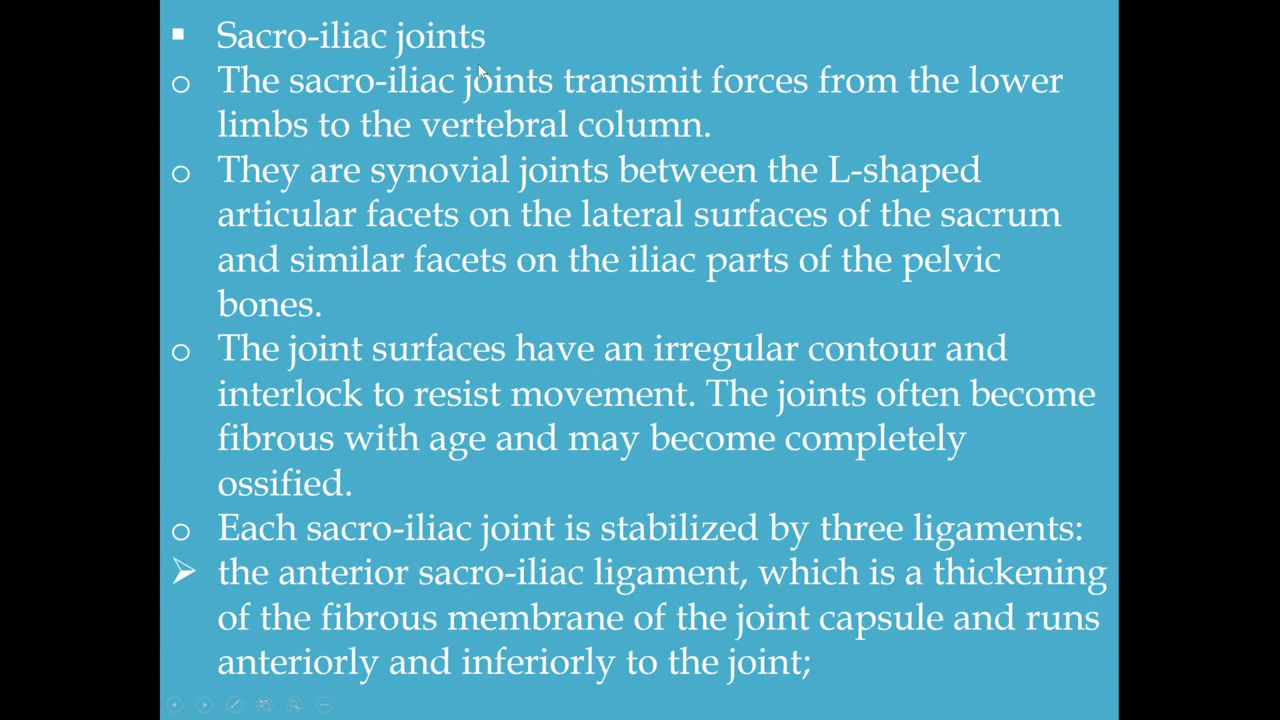 ▪ Sacro-iliac joints
o The sacro-iliac joints transmit forces from the lower
limbs to the vertebral column.
o They are synovial joints between the L-shaped
articular facets on the lateral surfaces of the sacrum
and similar facets on the iliac parts of the pelvic
bones.
o The joint surfaces have an irregular contour and
interlock to resist movement. The joints often become
fibrous with age and may become completely
ossified.
o Each sacro-iliac joint is stabilized by three ligaments:
➢ the anterior sacro-iliac ligament, which is a thickening
of the fibrous membrane of the joint capsule and runs
anteriorly and inferiorly to the joint;